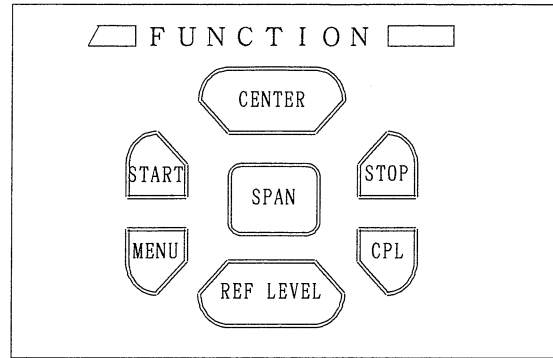 FUNCTION
CENTER
START
STOP
SPAN
MENU
CPL
REF LEVEL